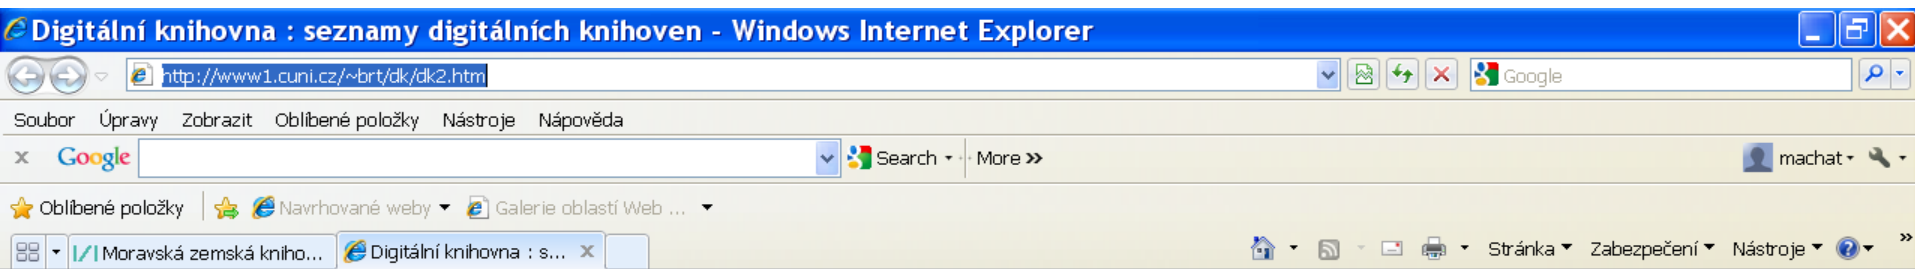 Digitální knihovna : seznamy digitálních knihoven - Windows Internet Explorer
http://www1.cuni.cz/~brt/dk/dk2.htm Google
Soubor Úpravy Zobrazit Oblíbené položky Nástroje Nápověda
x Google Search More >> machat
Oblíbené položky Navrhované weby Galerie oblastí Web ...
Moravská zemská kniho... Digitální knihovna : s... x Stránka Zabezpečení Nástroje ? >>